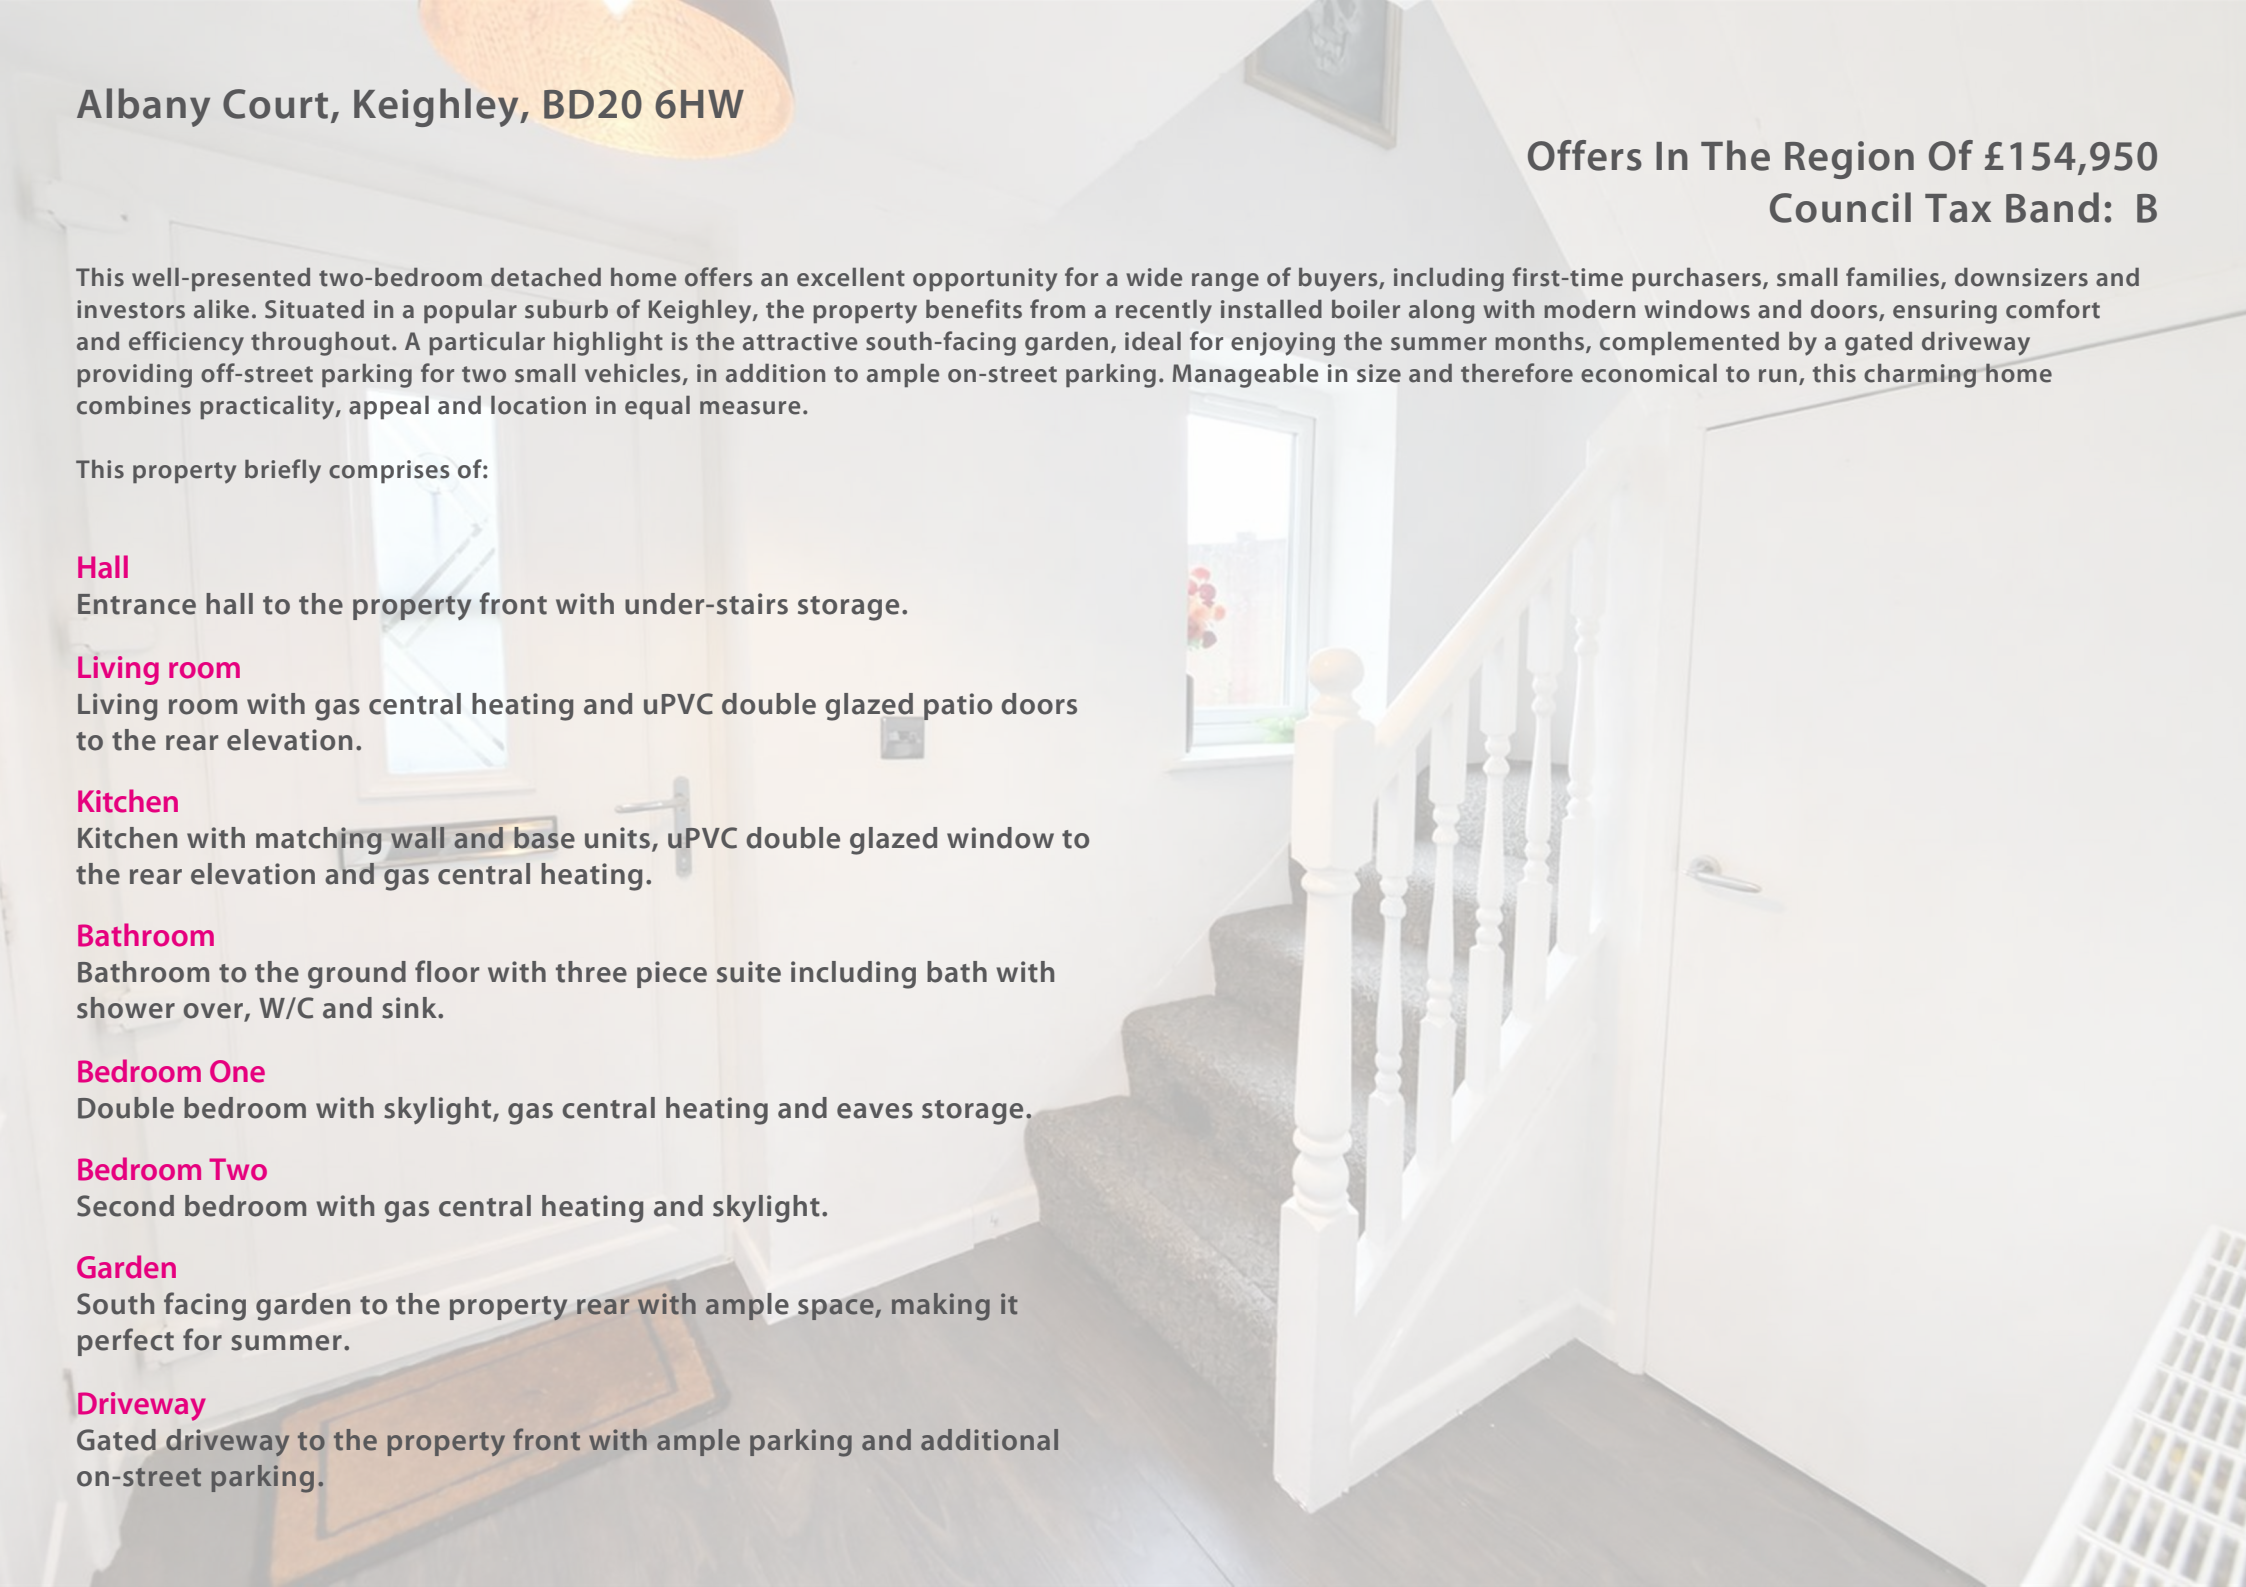 Albany Court, Keighley, BD20 6HW
Offers In The Region Of £154,950
Council Tax Band:  B
This well-presented two-bedroom detached home offers an excellent opportunity for a wide range of buyers, including first-time purchasers, small families, downsizers and
investors alike. Situated in a popular suburb of Keighley, the property benefits from a recently installed boiler along with modern windows and doors, ensuring comfort
and efficiency throughout. A particular highlight is the attractive south-facing garden, ideal for enjoying the summer months, complemented by a gated driveway
providing off-street parking for two small vehicles, in addition to ample on-street parking. Manageable in size and therefore economical to run, this charming home
combines practicality, appeal and location in equal measure.
This property briefly comprises of:
Hall
Entrance hall to the property front with under-stairs storage.
Living room
Living room with gas central heating and uPVC double glazed patio doors
to the rear elevation.
Kitchen
Kitchen with matching wall and base units, uPVC double glazed window to
the rear elevation and gas central heating.
Bathroom
Bathroom to the ground floor with three piece suite including bath with
shower over, W/C and sink.
Bedroom One
Double bedroom with skylight, gas central heating and eaves storage.
Bedroom Two
Second bedroom with gas central heating and skylight.
Garden
South facing garden to the property rear with ample space, making it
perfect for summer.
Driveway
Gated driveway to the property front with ample parking and additional
on-street parking.